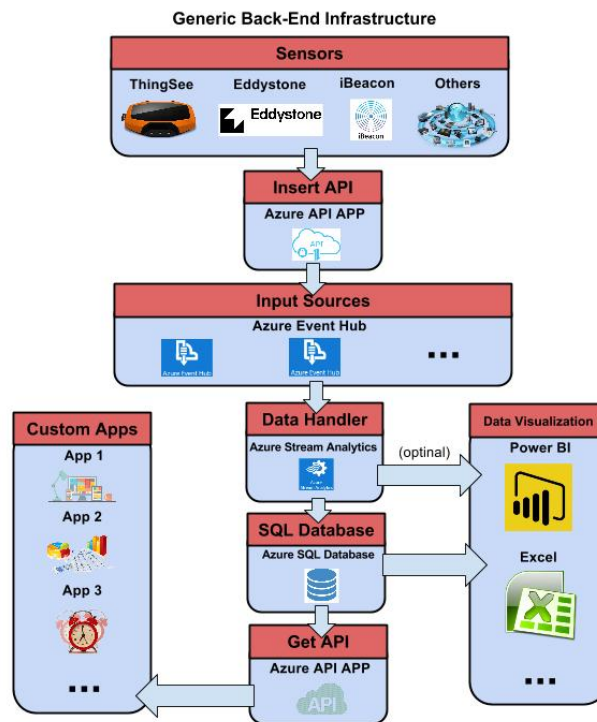 Generic Back-End Infrastructure
Sensors
ThingSee Eddystone iBeacon Others
Eddystone
iBeacon
Insert API
Azure API APP
API
Input Sources
Azure Event Hub
Azure Event Hub Azure Event Hub ...
Custom Apps
App 1
App 2
App 3
...
Data Handler
Azure Stream Analytics
Azure
Stream Analytics
(optinal)
SQL Database
Azure SQL Database
Get API
Azure API APP
API
Data Visualization
Power BI
Excel
X
...